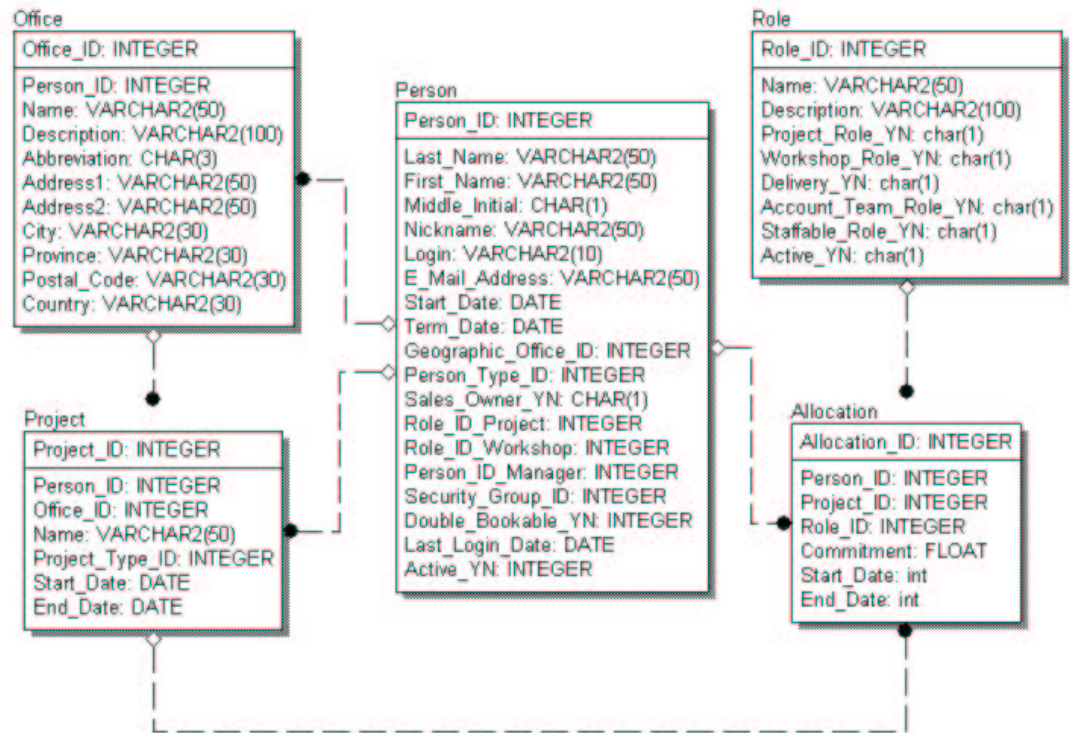 Office
Office_ID: INTEGER
Person_ID: INTEGER
Name: VARCHAR2(50)
Description: VARCHAR2(100)
Abbreviation: CHAR(3)
Address1: VARCHAR2(50)
Address2: VARCHAR2(50)
City: VARCHAR2(30)
Province: VARCHAR2(30)
Postal_Code: VARCHAR2(30)
Country: VARCHAR2(30)
Project
Project_ID: INTEGER
Person_ID: INTEGER
Office_ID: INTEGER
Name: VARCHAR2(50)
Project_Type_ID: INTEGER
Start_Date: DATE
End_Date: DATE
Person
Person_ID: INTEGER
Last_Name: VARCHAR2(50)
First_Name: VARCHAR2(50)
Middle_Initial: CHAR(1)
Nickname: VARCHAR2(50)
Login: VARCHAR2(10)
E_Mail_Address: VARCHAR2(50)
Start_Date: DATE
Term_Date: DATE
Geographic_Office_ID: INTEGER
Person_Type_ID: INTEGER
Sales_Owner_YN: CHAR(1)
Role_ID_Project: INTEGER
Role_ID_Workshop: INTEGER
Person_ID_Manager: INTEGER
Security_Group_ID: INTEGER
Double_Bookable_YN: INTEGER
Last_Login_Date: DATE
Active_YN: INTEGER
Role
Role_ID: INTEGER
Name: VARCHAR2(50)
Description: VARCHAR2(100)
Project_Role_YN: char(1)
Workshop_Role_YN: char(1)
Delivery_YN: char(1)
Account_Team_Role_YN: char(1)
Staffable_Role_YN: char(1)
Active_YN: char(1)
Allocation
Allocation_ID: INTEGER
Person_ID: INTEGER
Project_ID: INTEGER
Role_ID: INTEGER
Commitment: FLOAT
Start_Date: int
End_Date: int